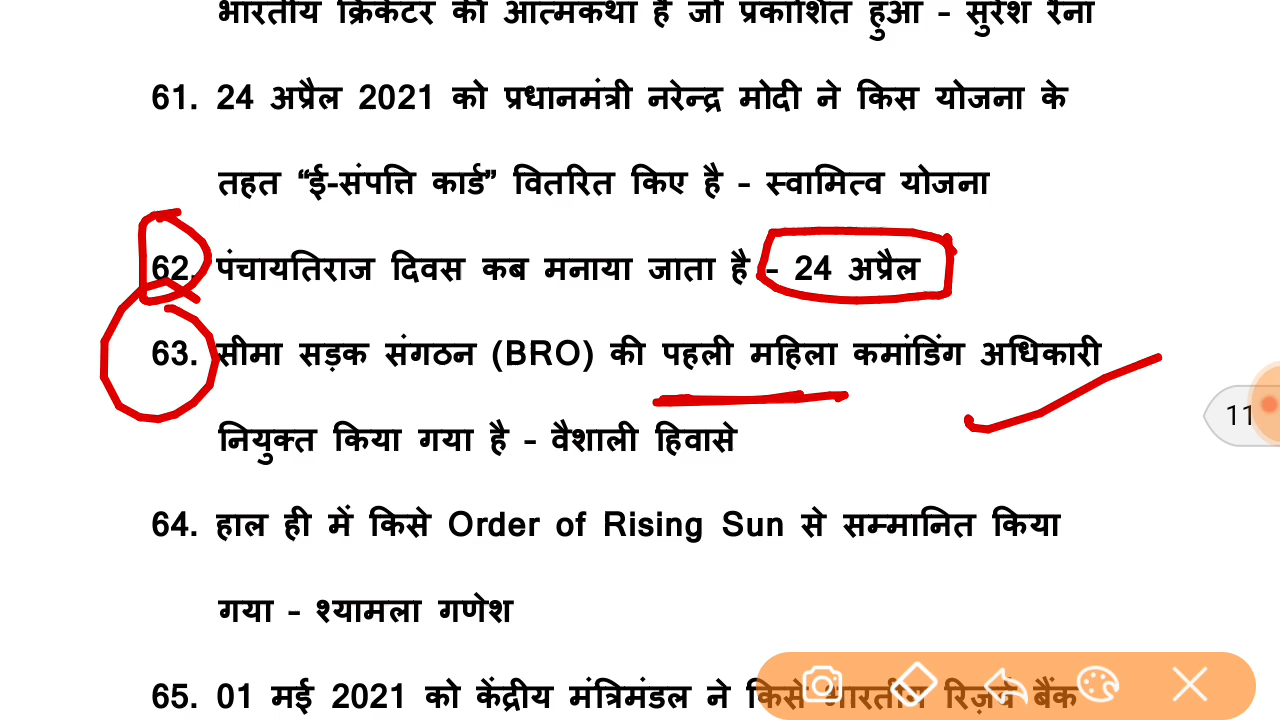 भारतीय क्रिकेटर की आत्मकथा है जो प्रकाशित हुआ – सुरेश रैना
61. 24 अप्रैल 2021 को प्रधानमंत्री नरेन्द्र मोदी ने किस योजना के
तहत “ई-संपत्ति कार्ड” वितरित किए है – स्वामित्व योजना
62. पंचायतिराज दिवस कब मनाया जाता है – 24 अप्रैल
63. सीमा सड़क संगठन (BRO) की पहली महिला कमांडिंग अधिकारी
नियुक्त किया गया है – वैशाली हिवासे
11
64. हाल ही में किसे Order of Rising Sun से सम्मानित किया
गया – श्यामला गणेश
65. 01 मई 2021 को केंद्रीय मंत्रिमंडल ने किसे भारतीय रिज़र्व बैंक